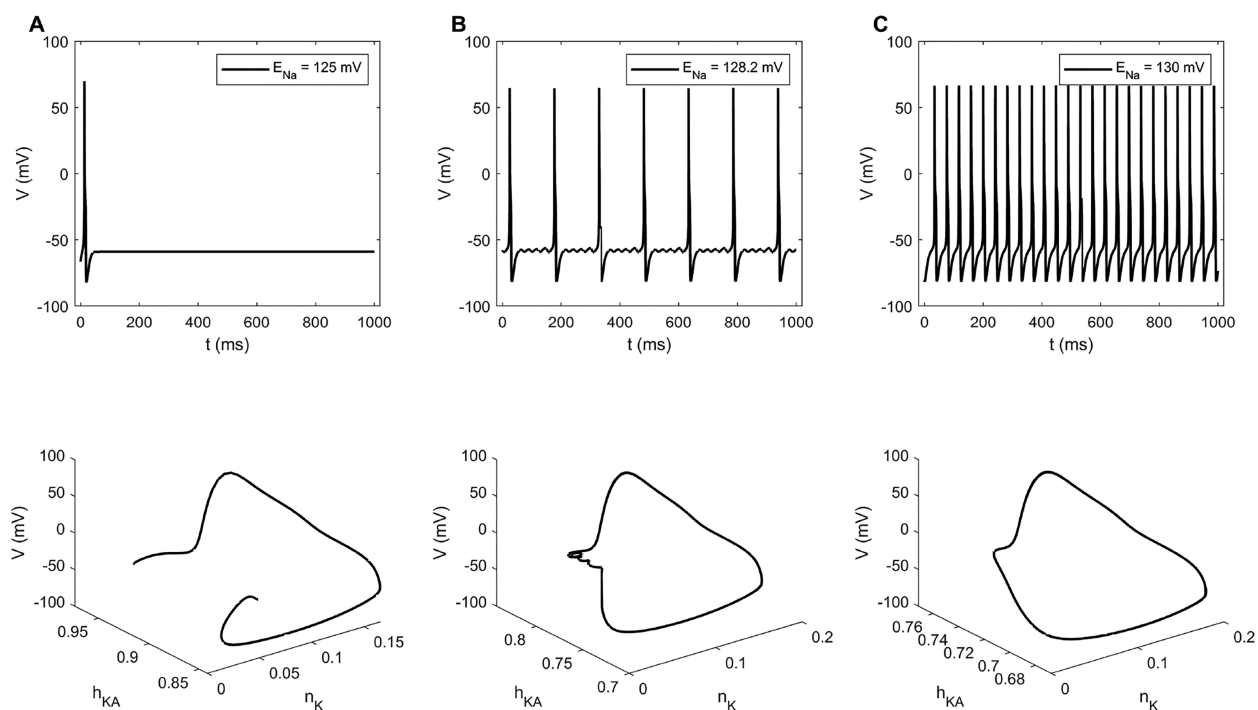 A
B
C
100
50
0
-50
-100
V (mV)
E_Na = 125 mV
0 200 400 600 800 1000
t (ms)
100
50
0
-50
-100
V (mV)
E_Na = 128.2 mV
0 200 400 600 800 1000
t (ms)
100
50
0
-50
-100
V (mV)
E_Na = 130 mV
0 200 400 600 800 1000
t (ms)
100
50
0
-50
-100
V (mV)
0.95
0.9
0.85
h_KA
0
0.05
0.1
0.15
n_K
100
50
0
-50
-100
V (mV)
0.8
0.75
0.7
h_KA
0
0.1
0.2
n_K
100
50
0
-50
-100
V (mV)
0.76
0.74
0.72
0.7
0.68
h_KA
0
0.1
0.2
n_K